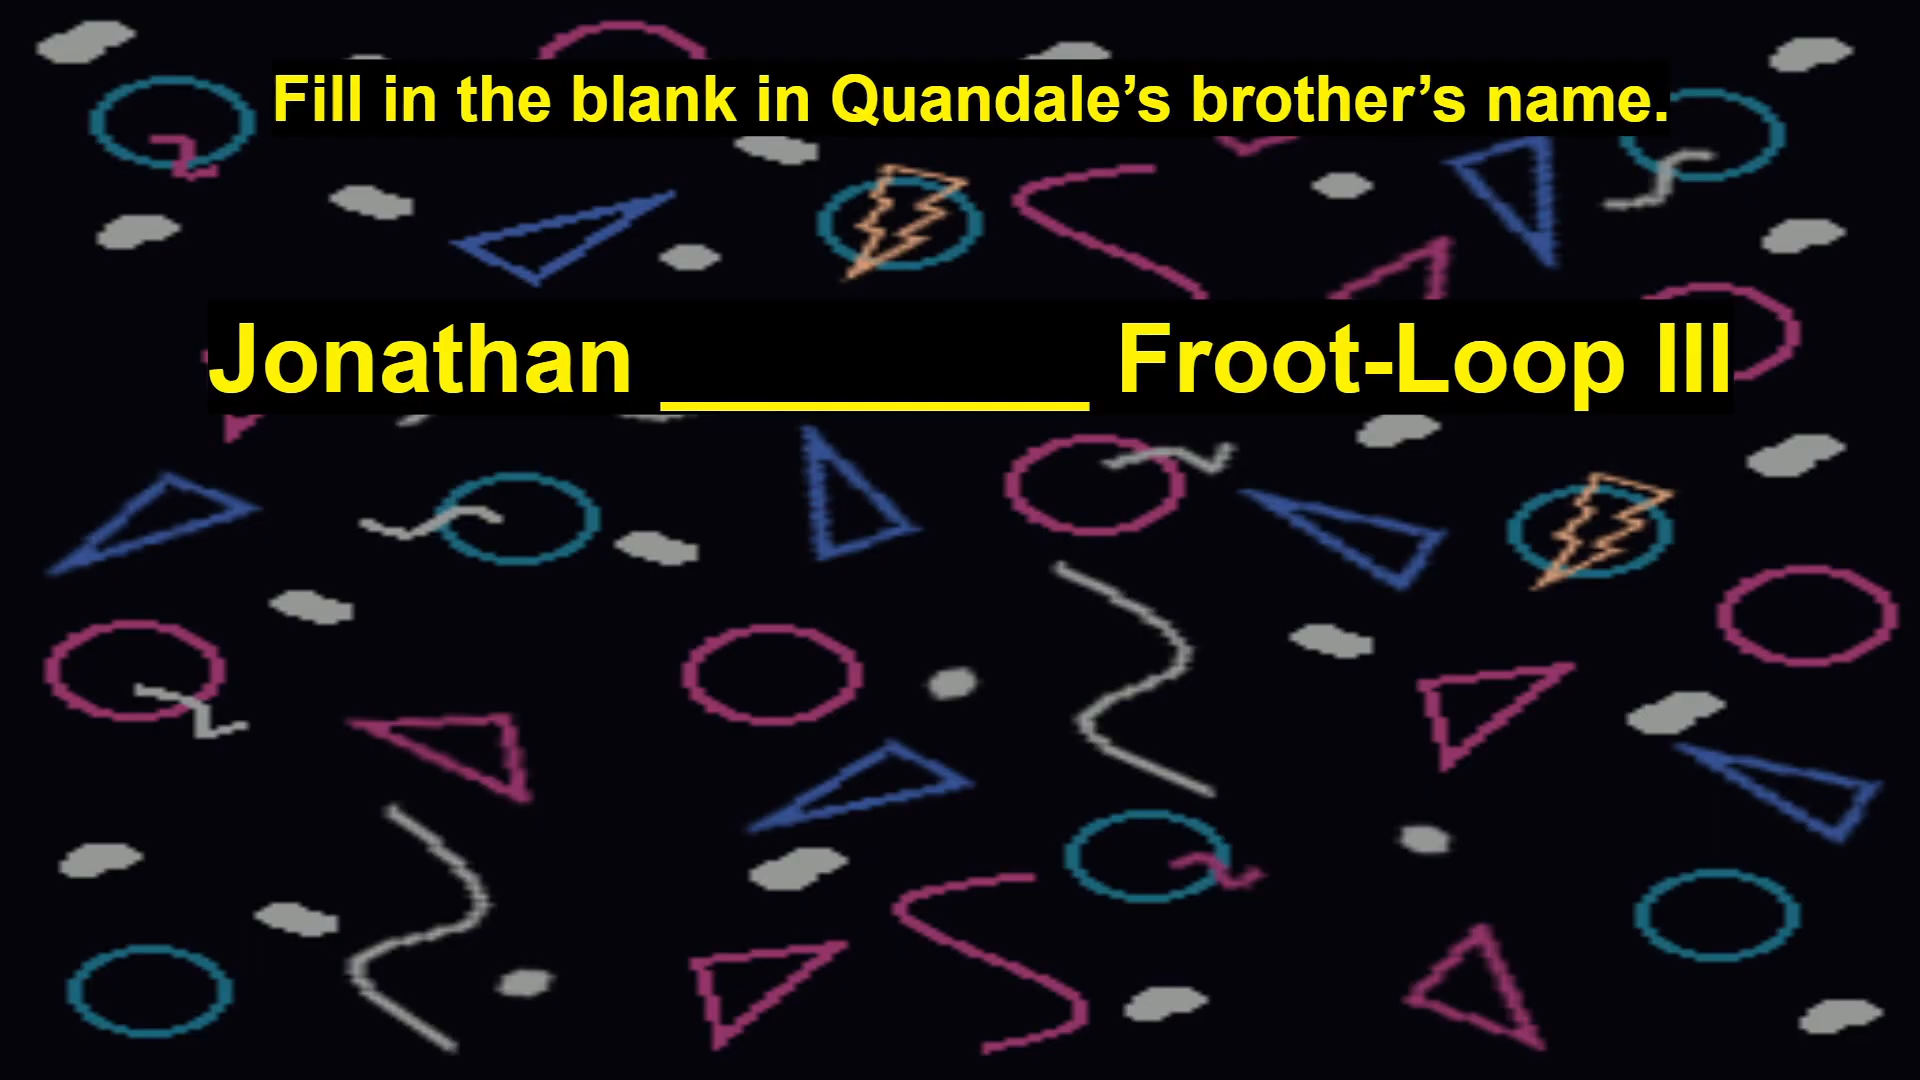 Fill in the blank in Quandale’s brother’s name.
Jonathan _________ Froot-Loop III